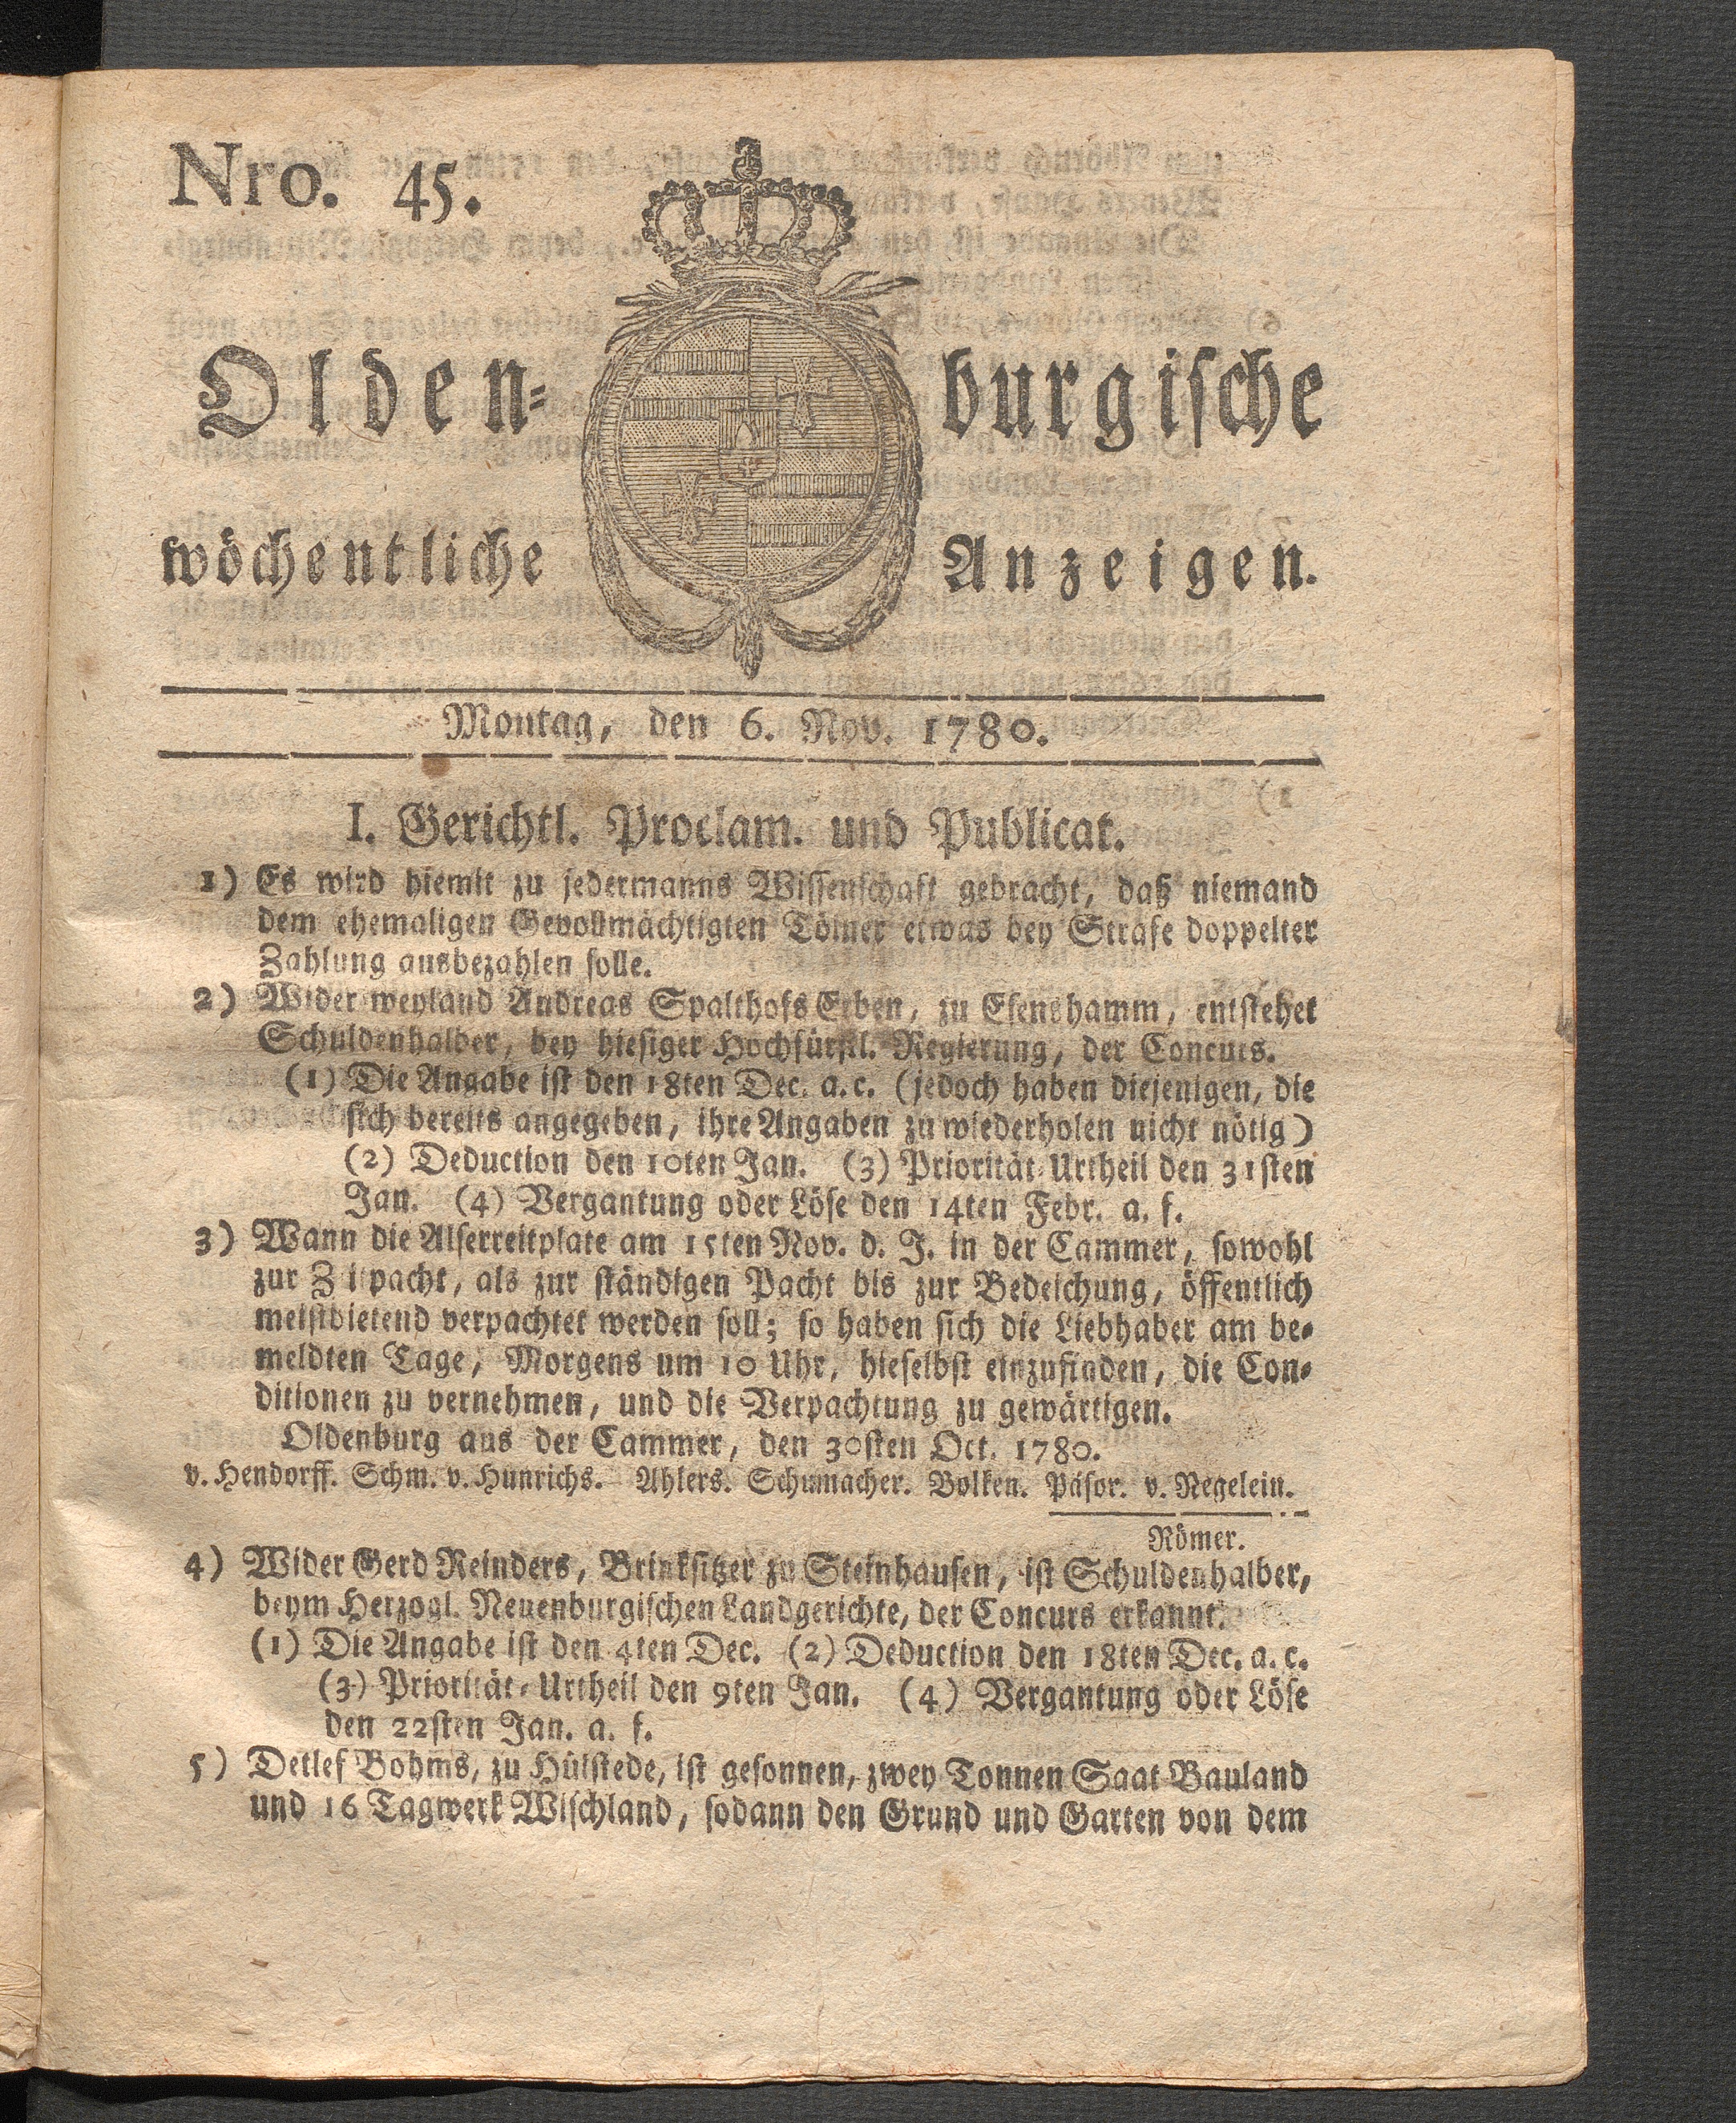 Nro. 45.
Olden= burgische
wöchentliche Anzeigen.
Montag, den 6. Nov. 1780.
I. Gerichtl. Proclam. und Publicat.
1) Es wird hiemit zu jedermanns Wissenschaft gebracht, daß niemand
dem ehemaligen Gevollmächtigten Tölner etwas bey Strafe doppelter
Zahlung ausbezahlen solle.
2) Wider weyland Andreas Spalthofs Erben, zu Esenshamm, entstehet
Schuldenhalber, bey hiesiger Hochfürstl. Regierung, der Concurs.
(1) Die Angabe ist den 18ten Dec. a. c. (jedoch haben diejenigen, die
sich bereits angegeben, ihre Angaben zu wiederholen nicht nötig)
(2) Deduction den 10ten Jan. (3) Priorität=Urtheil den 31sten
Jan. (4) Vergantung oder Löse den 14ten Febr. a. f.
3) Wann die Alserreitplate am 15ten Nov. d. J. in der Cammer, sowohl
zur Zeitpacht, als zur ständigen Pacht bis zur Bedeichung, öffentlich
meistbietend verpachtet werden soll; so haben sich die Liebhaber am be=
meldten Tage, Morgens um 10 Uhr, hieselbst einzufinden, die Con=
ditionen zu vernehmen, und die Verpachtung zu gewärtigen.
Oldenburg aus der Cammer, den 30sten Oct. 1780.
v. Hendorff. Schm. v. Hunrichs. Ahlers. Schumacher. Bolken. Päsor. v. Negelein.
Römer.
4) Wider Gerd Reinders, Brinksitzer zu Steinhausen, ist Schuldenhalber,
beym Herzogl. Neuenburgischen Landgerichte, der Concurs erkannt.
(1) Die Angabe ist den 4ten Dec. (2) Deduction den 18ten Dec. a. c.
(3) Priorität=Urtheil den 9ten Jan. (4) Vergantung oder Löse
den 22sten Jan. a. f.
5) Detlef Bohms, zu Hülstede, ist gesonnen, zwey Tonnen Saat Bauland
und 16 Tagwerk Wischland, sodann den Grund und Garten von dem